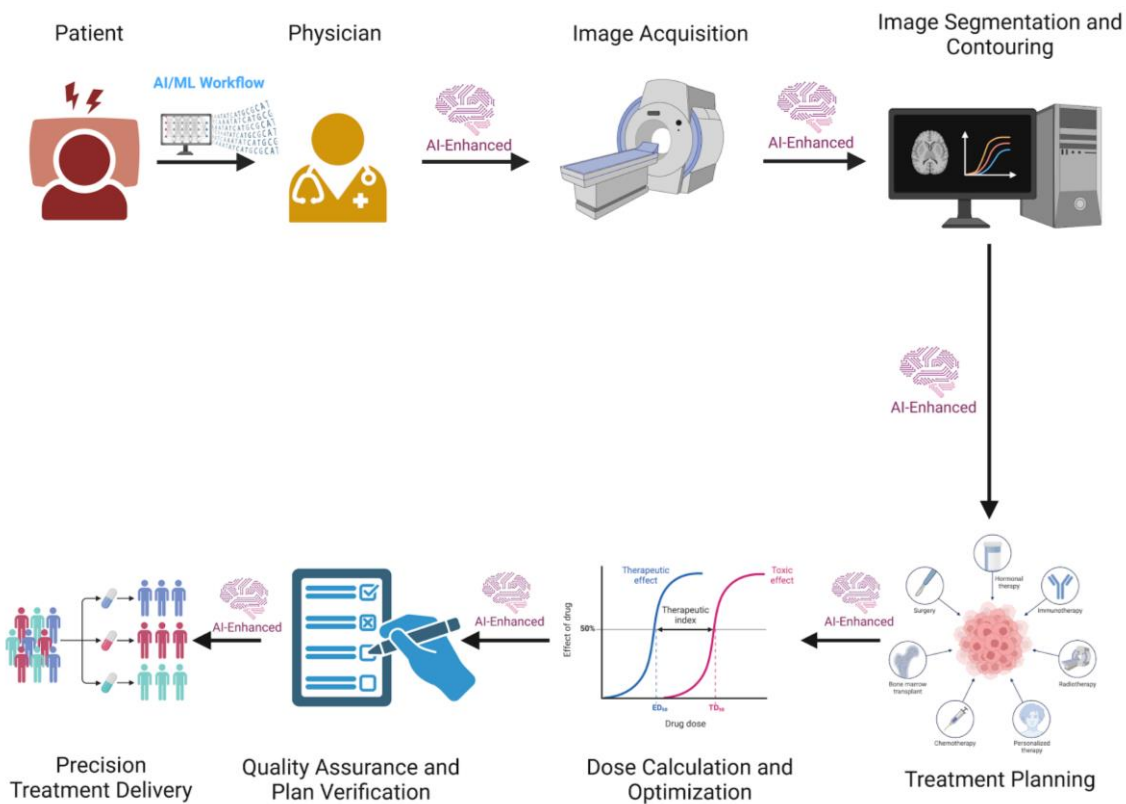 Patient
Physician
Image Acquisition
Image Segmentation and
Contouring
AI/ML Workflow
AI-Enhanced
AI-Enhanced
AI-Enhanced
Hormonal
therapy
Surgery
Immunotherapy
Bone marrow
transplant
Radiotherapy
Chemotherapy
Personalized
therapy
AI-Enhanced
Therapeutic
effect
Toxic
effect
Therapeutic
index
50%
Effect of drug
ED₅₀
TD₅₀
Drug dose
AI-Enhanced
AI-Enhanced
Precision
Treatment Delivery
Quality Assurance and
Plan Verification
Dose Calculation and
Optimization
Treatment Planning